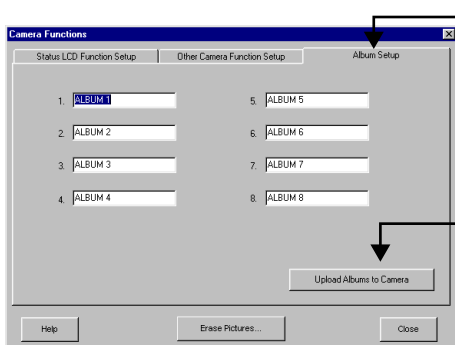 Camera Functions
Status LCD Function Setup Other Camera Function Setup Album Setup
1. ALBUM 1 5. ALBUM 5
2. ALBUM 2 6. ALBUM 6
3. ALBUM 3 7. ALBUM 7
4. ALBUM 4 8. ALBUM 8
Upload Albums to Camera
Help Erase Pictures... Close